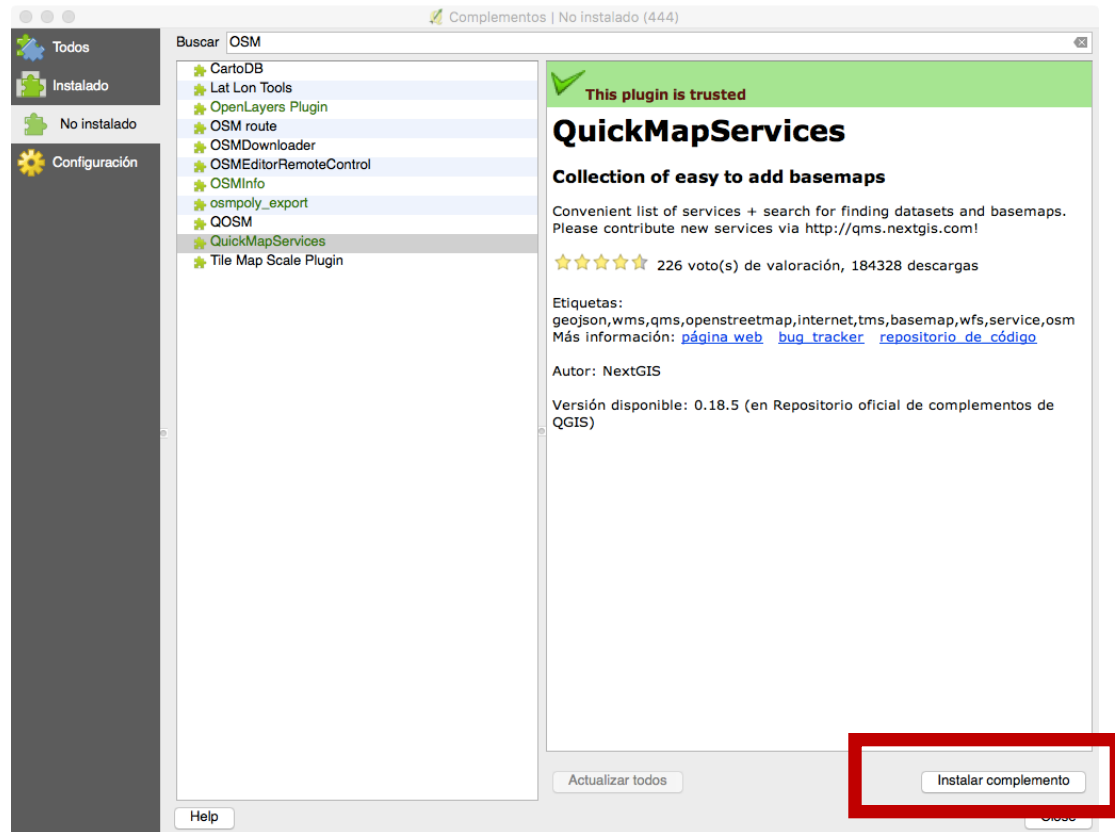 Complementos | No instalado (444)
Todos
Instalado
No instalado
Configuración
Buscar OSM
CartoDB
Lat Lon Tools
OpenLayers Plugin
OSM route
OSMDownloader
OSMEditorRemoteControl
OSMInfo
osmpoly_export
QOSM
QuickMapServices
Tile Map Scale Plugin
This plugin is trusted
QuickMapServices
Collection of easy to add basemaps
Convenient list of services + search for finding datasets and basemaps.
Please contribute new services via http://qms.nextgis.com!
226 voto(s) de valoración, 184328 descargas
Etiquetas:
geojson,wms,qms,openstreetmap,internet,tms,basemap,wfs,service,osm
Más información: página web bug tracker repositorio de código
Autor: NextGIS
Versión disponible: 0.18.5 (en Repositorio oficial de complementos de
QGIS)
Actualizar todos
Instalar complemento
Help
Close